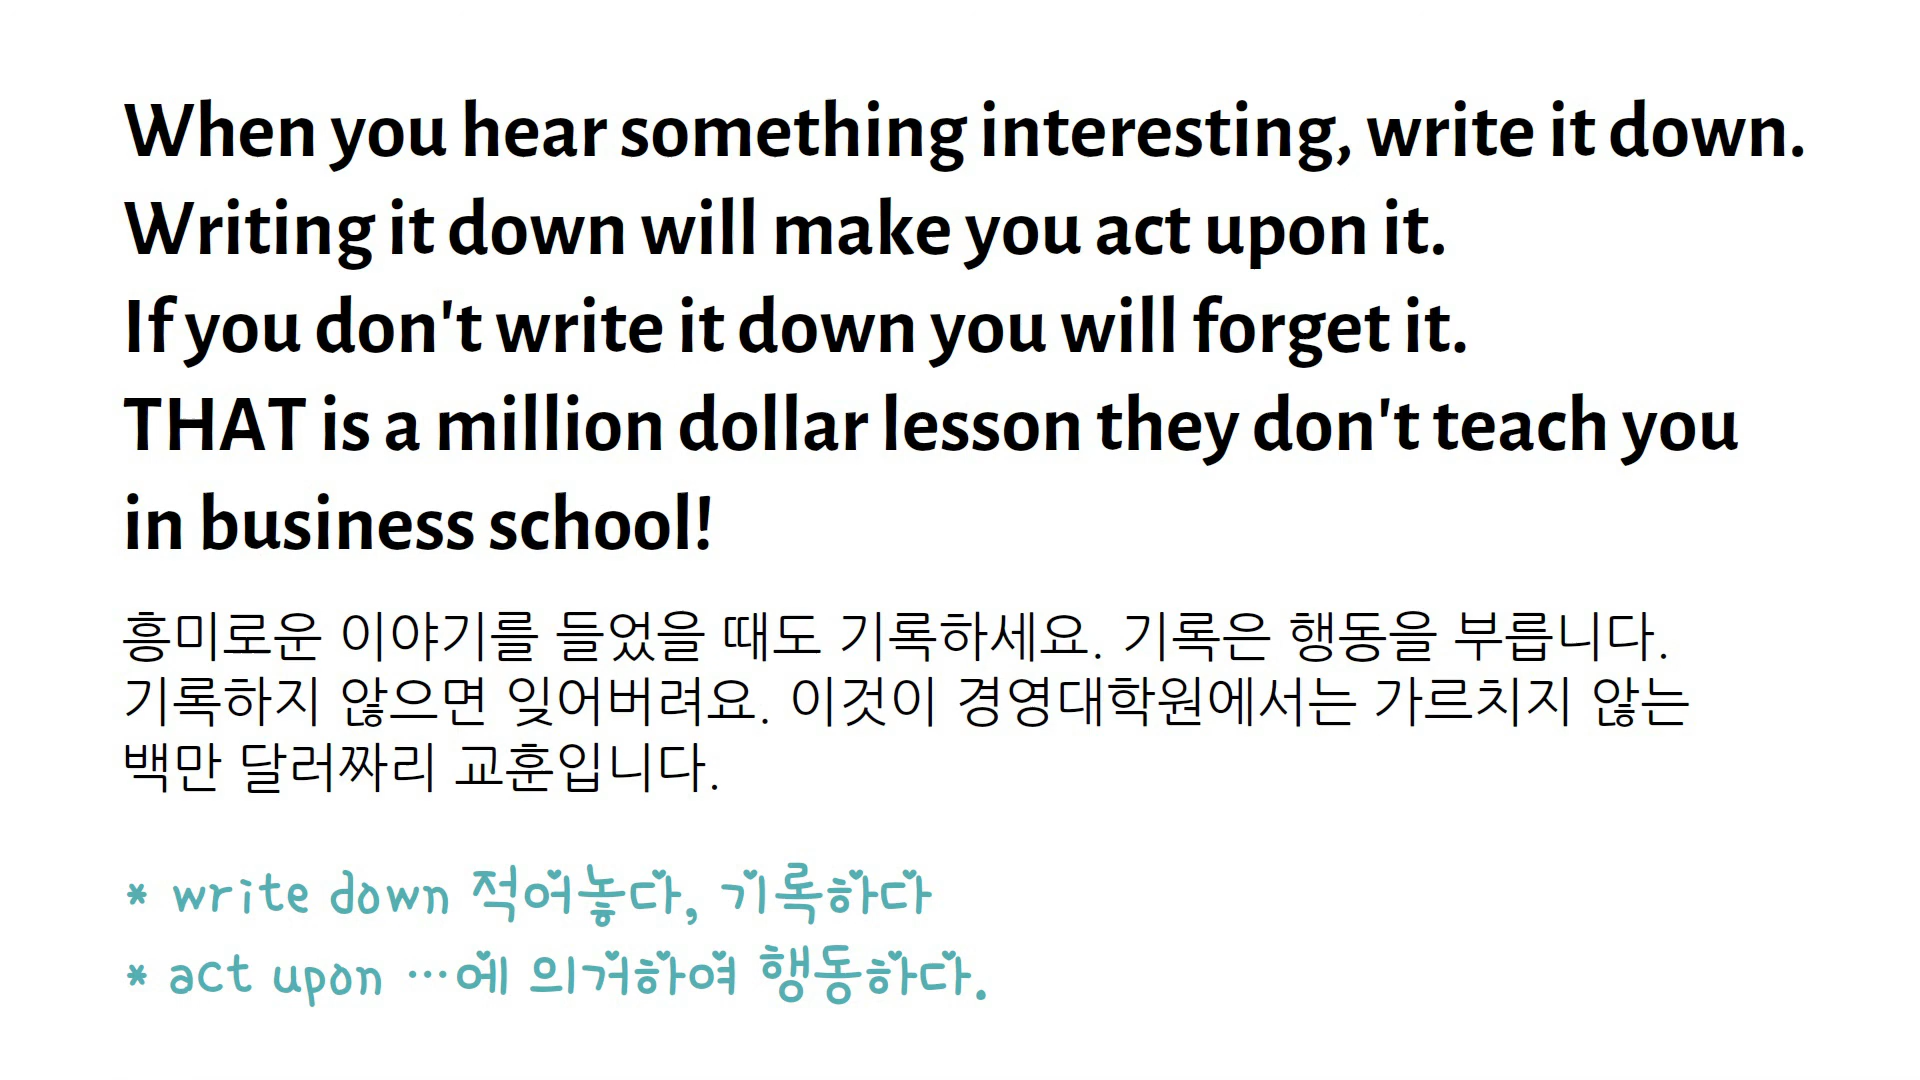 When you hear something interesting, write it down.
Writing it down will make you act upon it.
If you don't write it down you will forget it.
THAT is a million dollar lesson they don't teach you
in business school!
흥미로운 이야기를 들었을 때도 기록하세요. 기록은 행동을 부릅니다.
기록하지 않으면 잊어버려요. 이것이 경영대학원에서는 가르치지 않는
백만 달러짜리 교훈입니다.
* write down 적어놓다, 기록하다
* act upon …에 의거하여 행동하다.